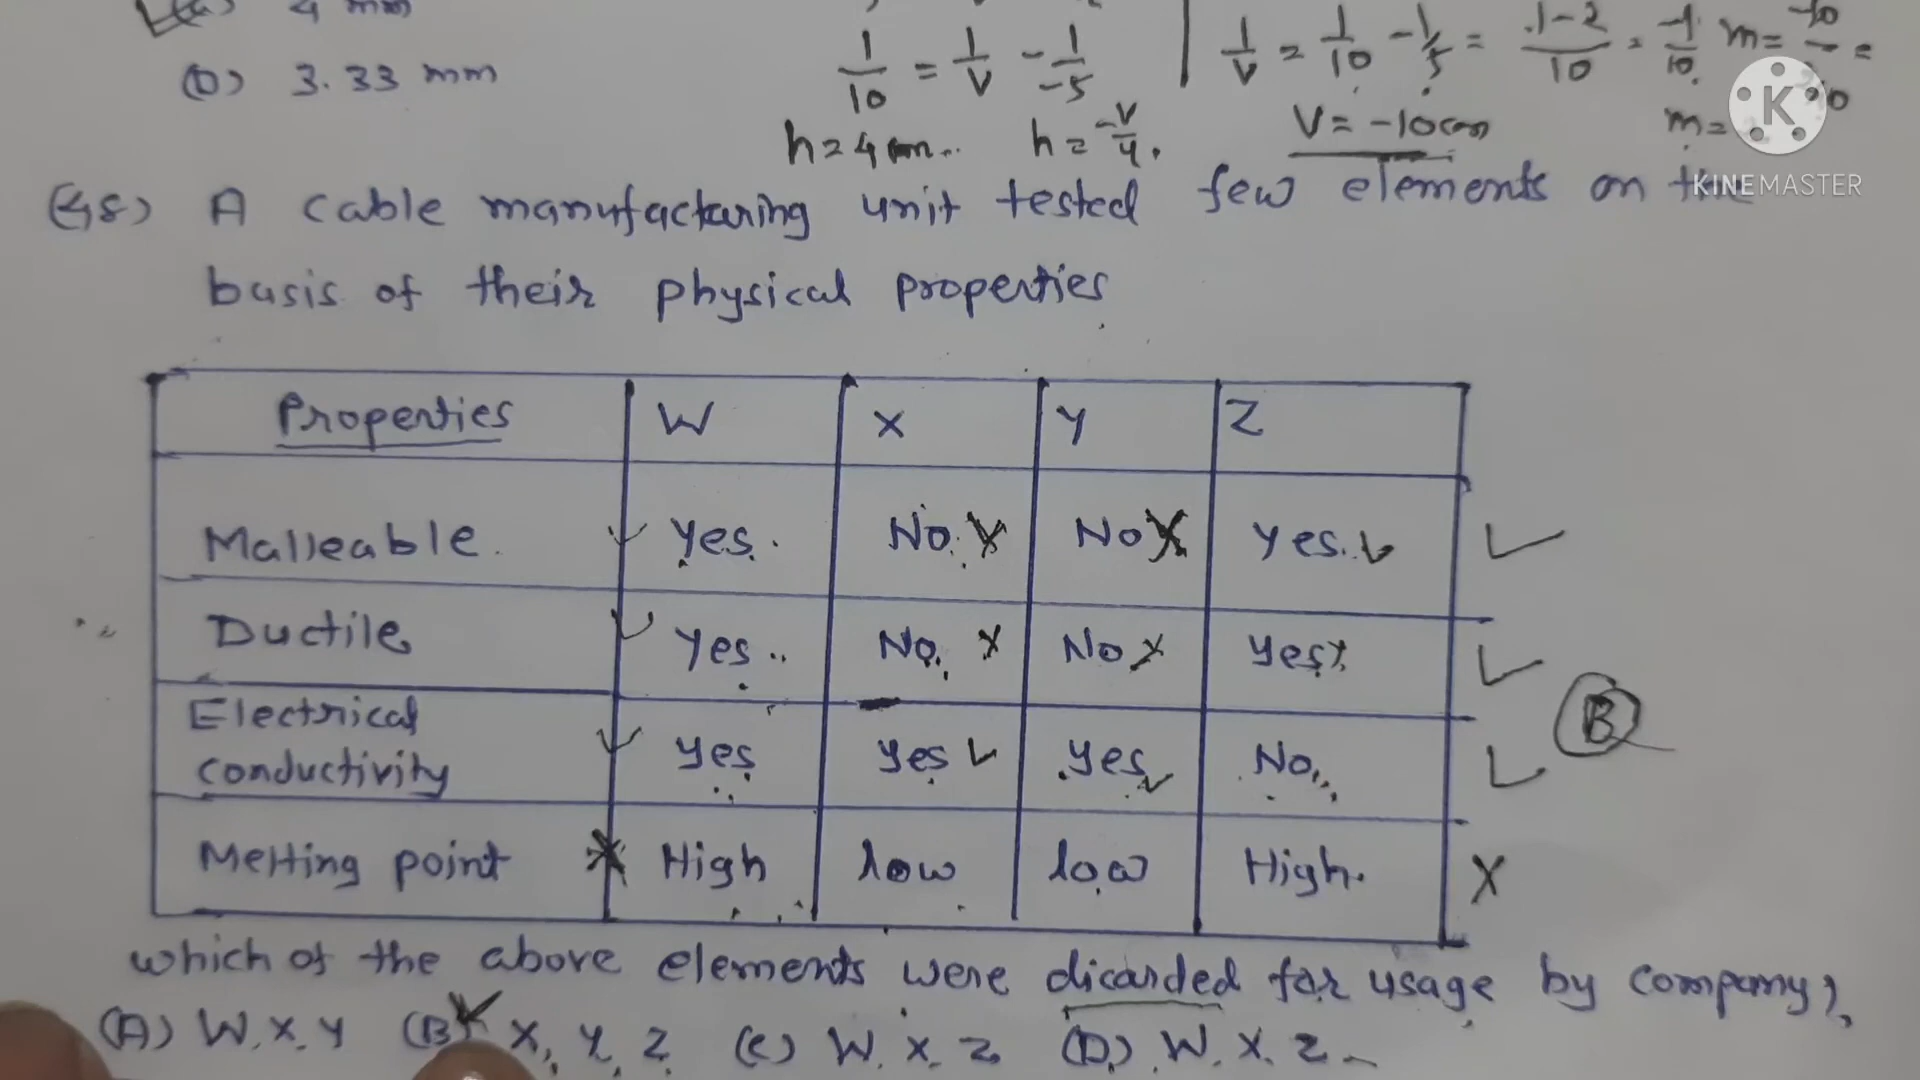 4 mm
(D) 3.33 mm
1/10 = 1/V - 1/-5
1/V = 1/10 - 1/5 = 1-2/10 = -1/10
m=
h=4cm.. h = -V/4.
V = -10cm
m=
K
KINEMASTER
48) A cable manufacturing unit tested few elements on the
basis of their physical properties
Properties W X Y Z
Malleable. Yes. No. No Yes.
Ductile Yes.. No. No Yes
Electrical
conductivity Yes Yes Yes No.
Melting point High low low High.
B
which of the above elements were dicarded for usage by company?
(A) W. X. Y (B) X, Y, Z (C) W. X. Z (D) W. X. Z